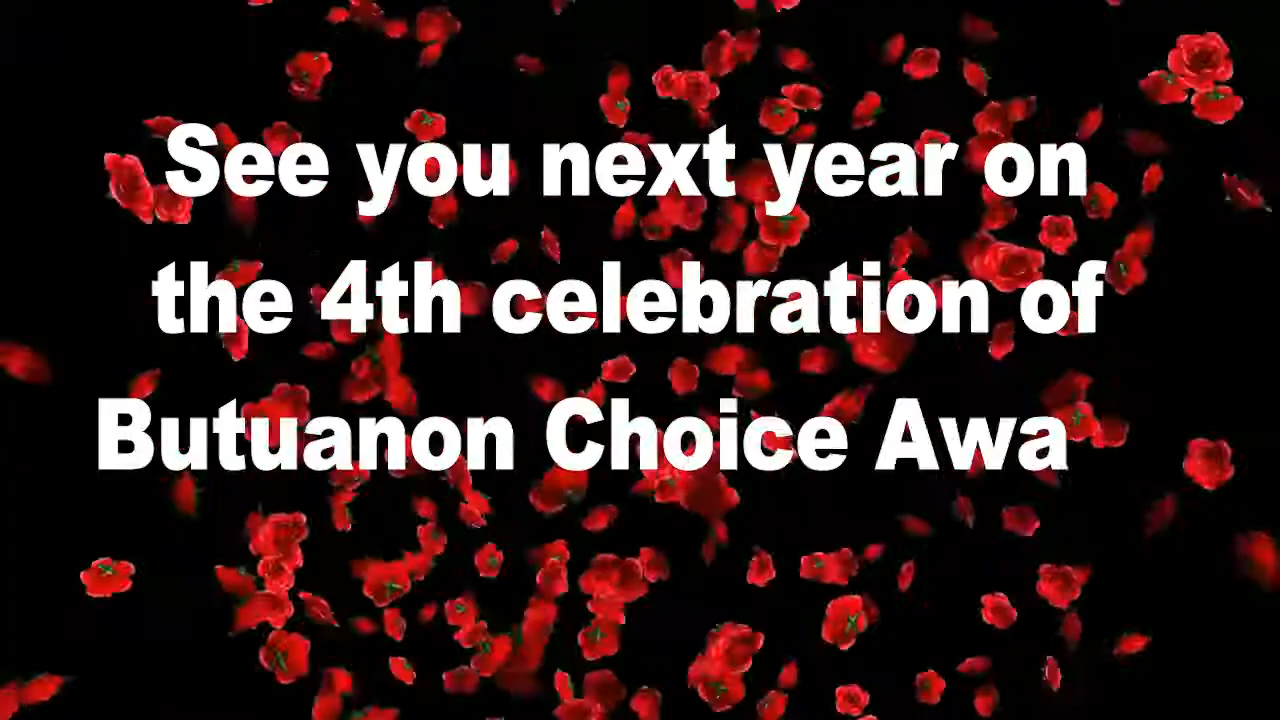 See you next year on
the 4th celebration of
Butuanon Choice Awa